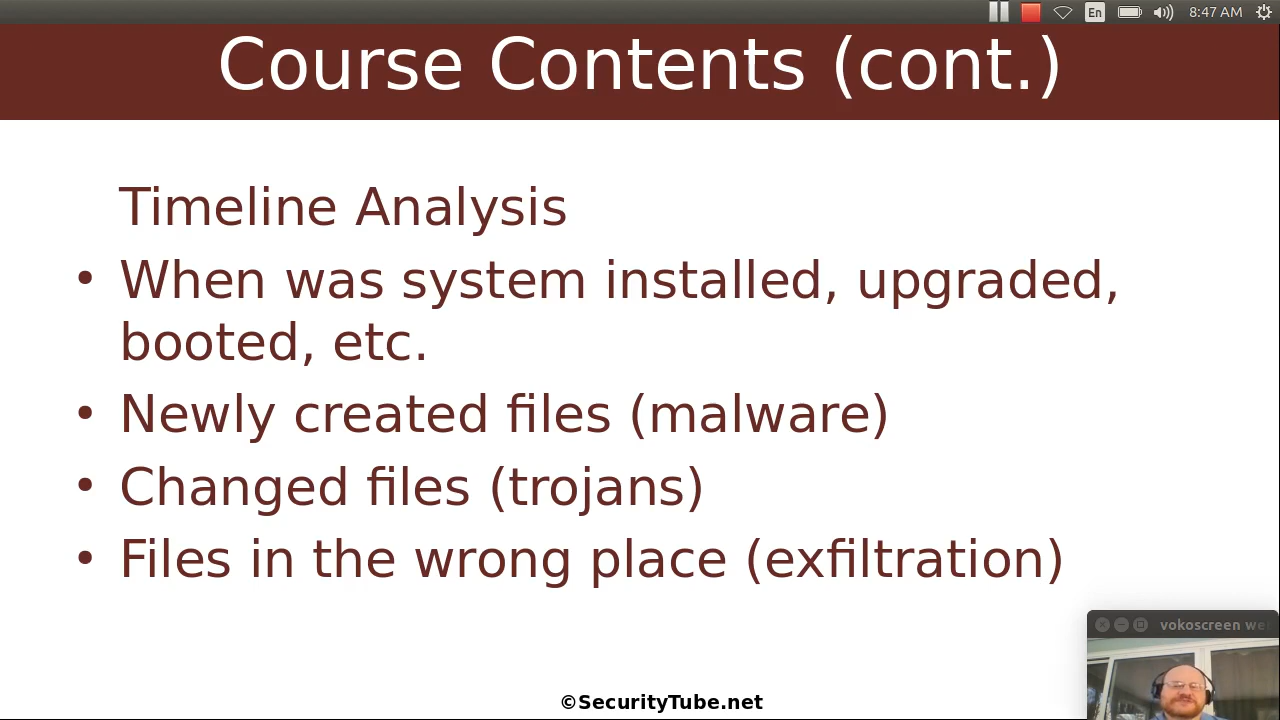 En 8:47 AM
Course Contents (cont.)
Timeline Analysis
• When was system installed, upgraded,
booted, etc.
• Newly created files (malware)
• Changed files (trojans)
• Files in the wrong place (exfiltration)
vokoscreen we
©SecurityTube.net